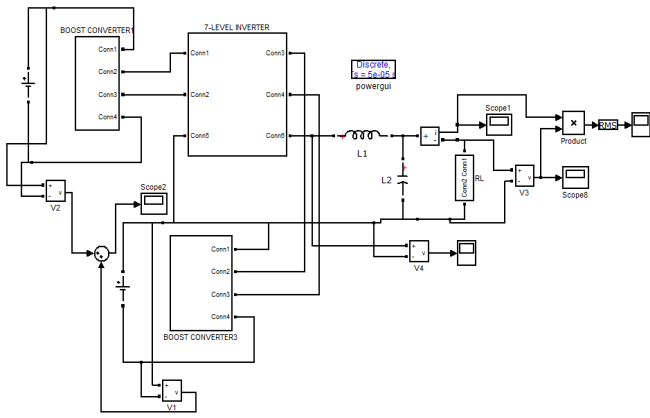 BOOST CONVERTER1
Conn1
Conn2
Conn3
Conn4
7-LEVEL INVERTER
Conn1
Conn2
Conn5
Conn3
Conn4
Conn6
Discrete,
Ts = 5e-05 s
powergui
L1
L2
+
-
i
Scope1
Conn2 Conn1
RL
×
Product
RMS
+
-
v
V3
Scope8
+
-
v
V2
Scope2
+
+
BOOST CONVERTER3
Conn1
Conn2
Conn3
Conn4
+
-
v
V4
+
-
v
V1